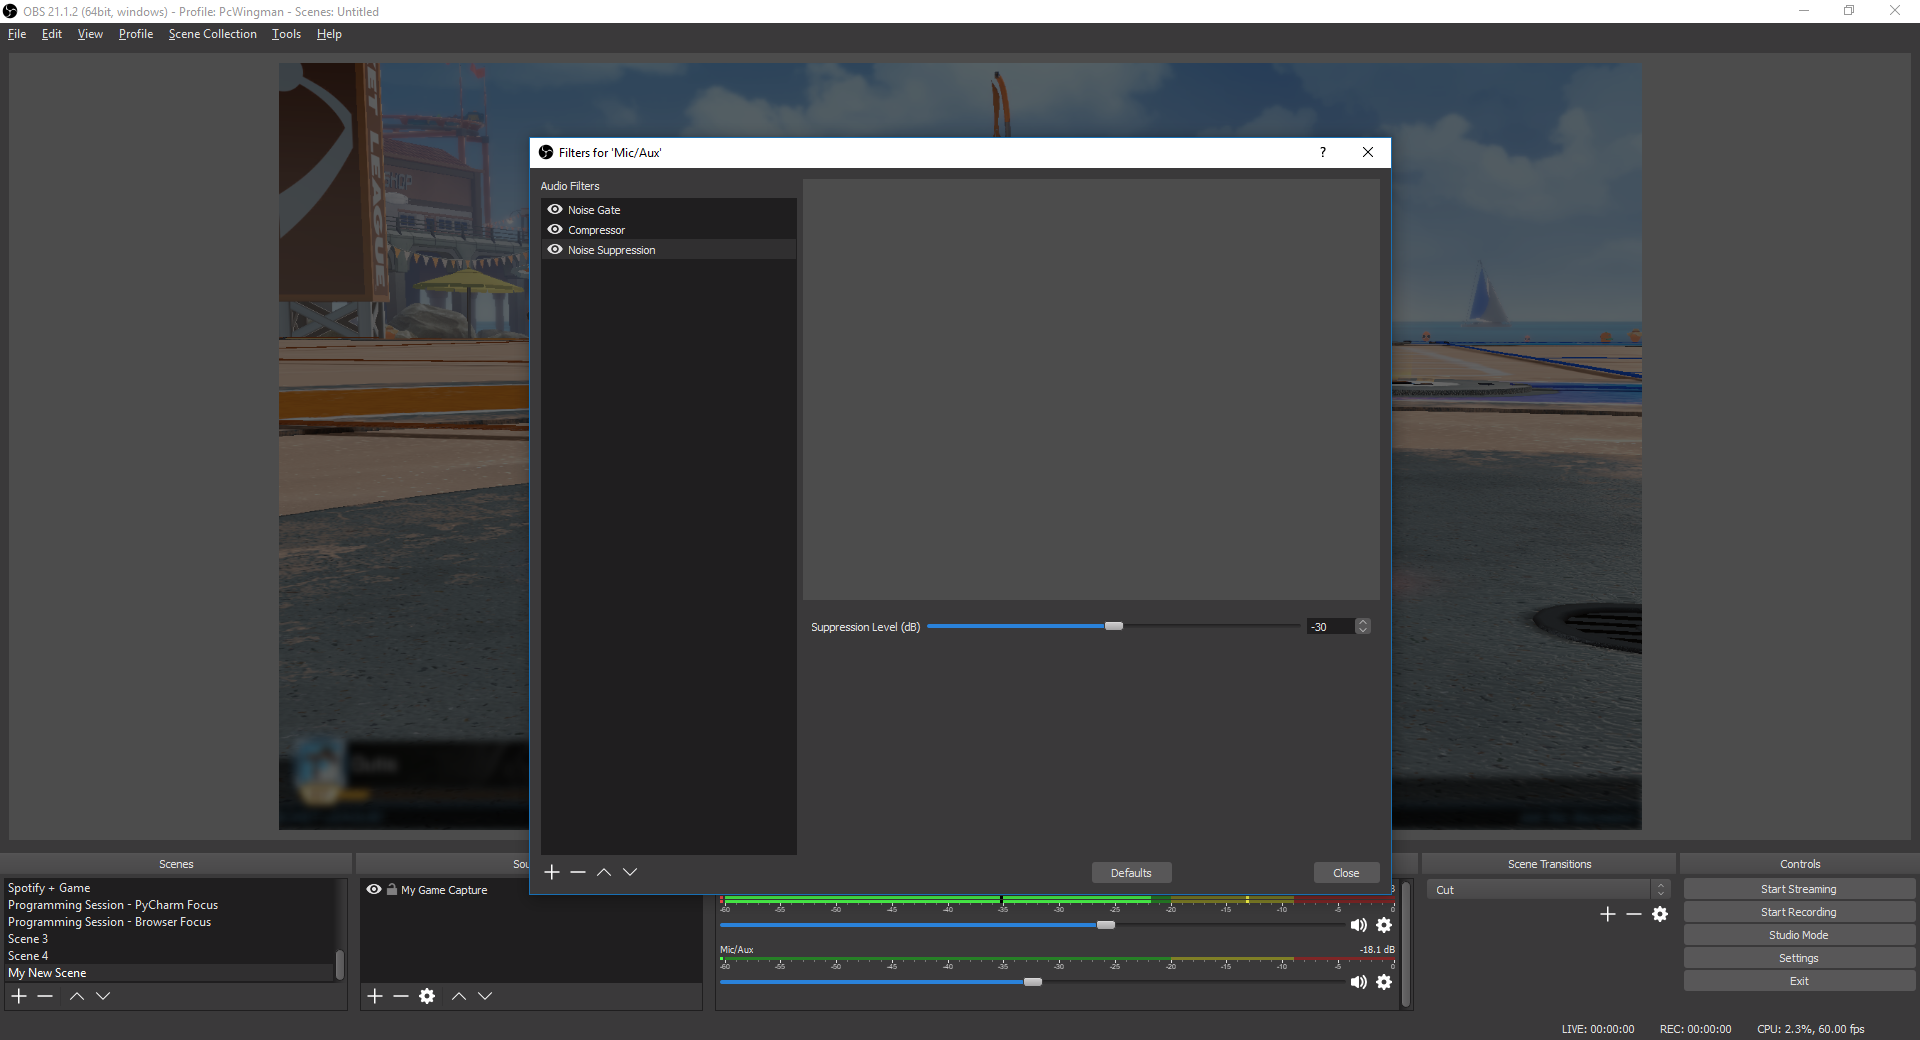 OBS 21.1.2 (64bit, windows) - Profile: PcWingman - Scenes: Untitled
File Edit View Profile Scene Collection Tools Help
ET LEAGUE
Filters for 'Mic/Aux'
?
Audio Filters
Noise Gate
Compressor
Noise Suppression
Suppression Level (dB) -30
Defaults Close
Scenes
Spotify + Game
Programming Session - PyCharm Focus
Programming Session - Browser Focus
Scene 3
Scene 4
My New Scene
Sou
My Game Capture
B
-60 -55 -50 -45 -40 -35 -30 -25 -20 -15 -10 -5 0
Mic/Aux -18.1 dB
-60 -55 -50 -45 -40 -35 -30 -25 -20 -15 -10 -5 0
Scene Transitions
Cut
Controls
Start Streaming
Start Recording
Studio Mode
Settings
Exit
LIVE: 00:00:00 REC: 00:00:00 CPU: 2.3%, 60.00 fps